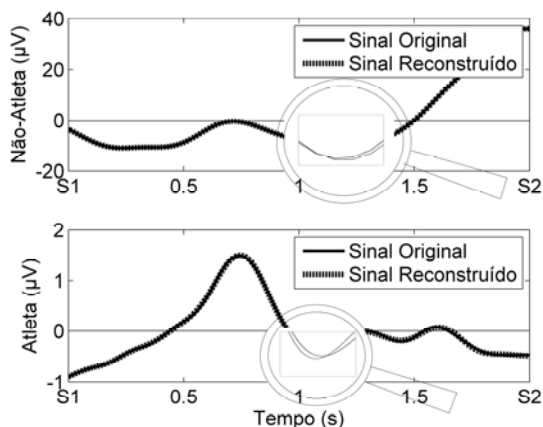 40
20
0
-20
Não-Atleta (µV)
Sinal Original
Sinal Reconstruído
S1
0.5
1
1.5
S2
2
1
0
-1
Atleta (µV)
Sinal Original
Sinal Reconstruído
S1
0.5
1
1.5
S2
Tempo (s)